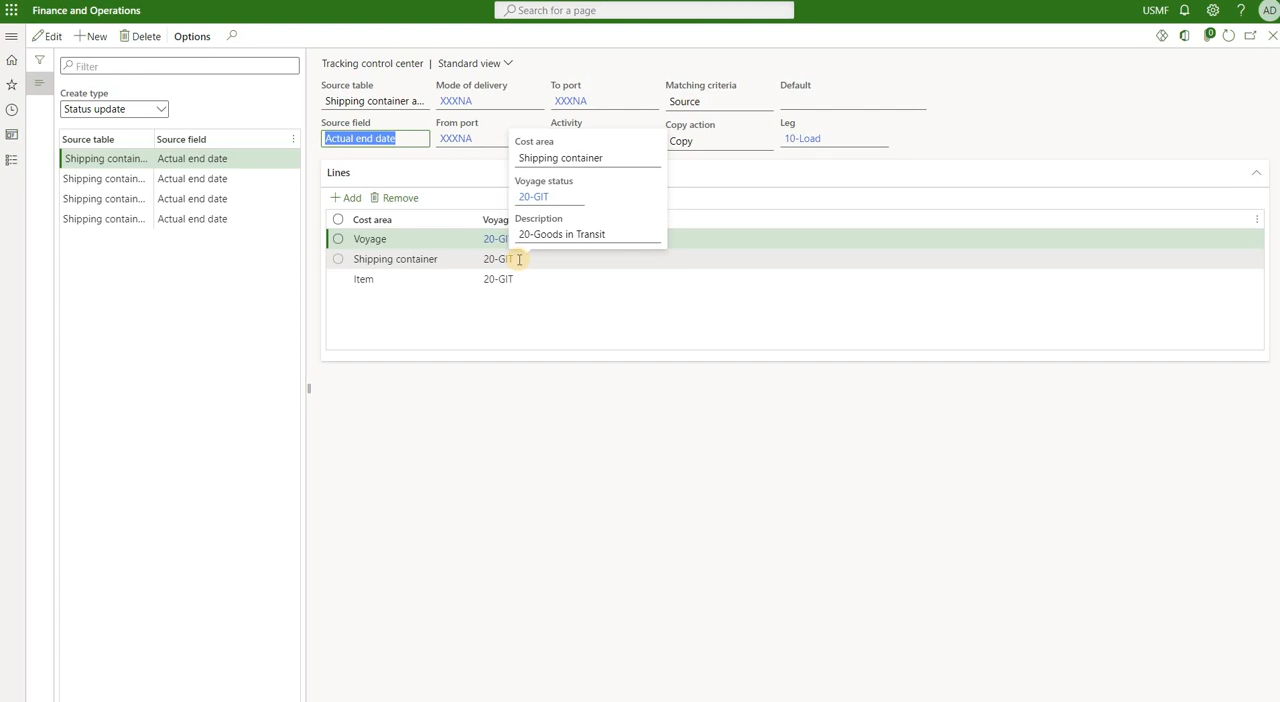 Finance and Operations
Search for a page
USMF
AD
Edit
New
Delete
Options
0
Filter
Create type
Status update
Source table Source field
Shipping contain... Actual end date
Shipping contain... Actual end date
Shipping contain... Actual end date
Shipping contain... Actual end date
Tracking control center | Standard view
Source table Mode of delivery To port Matching criteria Default
Shipping container a... XXXNA XXXNA Source
Source field From port Activity Copy action Leg
Actual end date XXXNA Copy 10-Load
Cost area
Shipping container
Voyage status
20-GIT
Description
20-Goods in Transit
Lines
Add Remove
Cost area
Voyage
Shipping container 20-GIT
Item 20-GIT